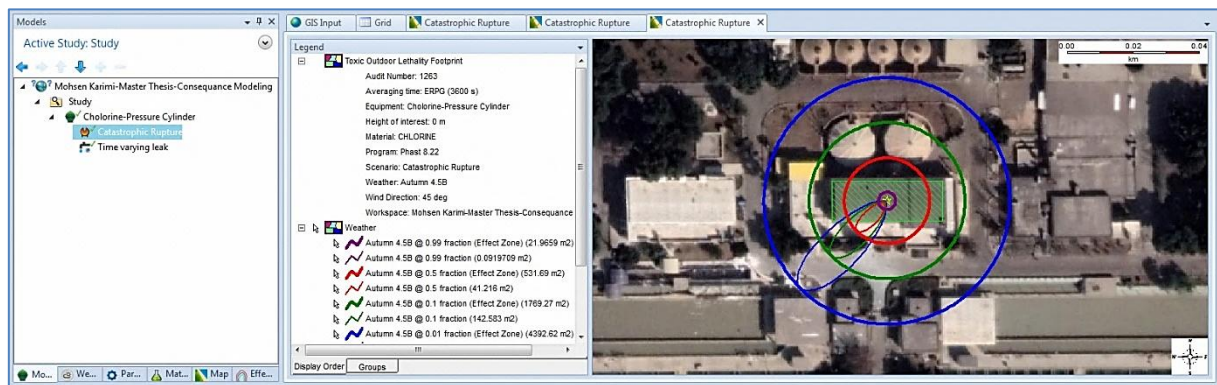 Models
Active Study: Study
Mohsen Karimi-Master Thesis-Consequance Modeling
Study
Cholorine-Pressure Cylinder
Catastrophic Rupture
Time varying leak
Mo...
We...
Par...
Mat...
Map
Effe...
GIS Input
Grid
Catastrophic Rupture
Catastrophic Rupture
Catastrophic Rupture
Legend
Toxic Outdoor Lethality Footprint
Audit Number: 1263
Averaging time: ERPG (3600 s)
Equipment: Cholorine-Pressure Cylinder
Height of interest: 0 m
Material: CHLORINE
Program: Phast 8.22
Scenario: Catastrophic Rupture
Weather: Autumn 4.5B
Wind Direction: 45 deg
Workspace: Mohsen Karimi-Master Thesis-Consequance
Weather
Autumn 4.5B @ 0.99 fraction (Effect Zone) (21.9659 m2)
Autumn 4.5B @ 0.99 fraction (0.0919709 m2)
Autumn 4.5B @ 0.5 fraction (Effect Zone) (531.69 m2)
Autumn 4.5B @ 0.5 fraction (41.216 m2)
Autumn 4.5B @ 0.1 fraction (Effect Zone) (1769.27 m2)
Autumn 4.5B @ 0.1 fraction (142.583 m2)
Autumn 4.5B @ 0.01 fraction (Effect Zone) (4392.62 m2)
Display Order
Groups
0.00 0.02 0.04
km